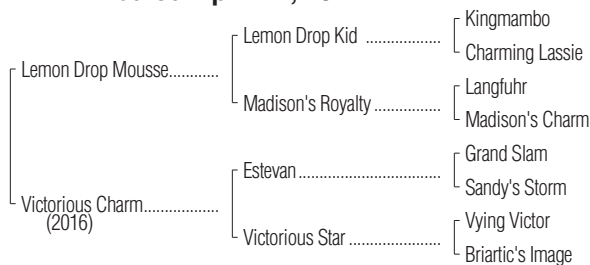 Lemon Drop Mousse............
Victorious Charm..................
(2016)
Lemon Drop Kid ..................
Madison's Royalty ................
Estevan..................................
Victorious Star ......................
Kingmambo
Charming Lassie
Langfuhr
Madison's Charm
Grand Slam
Sandy's Storm
Vying Victor
Briartic's Image